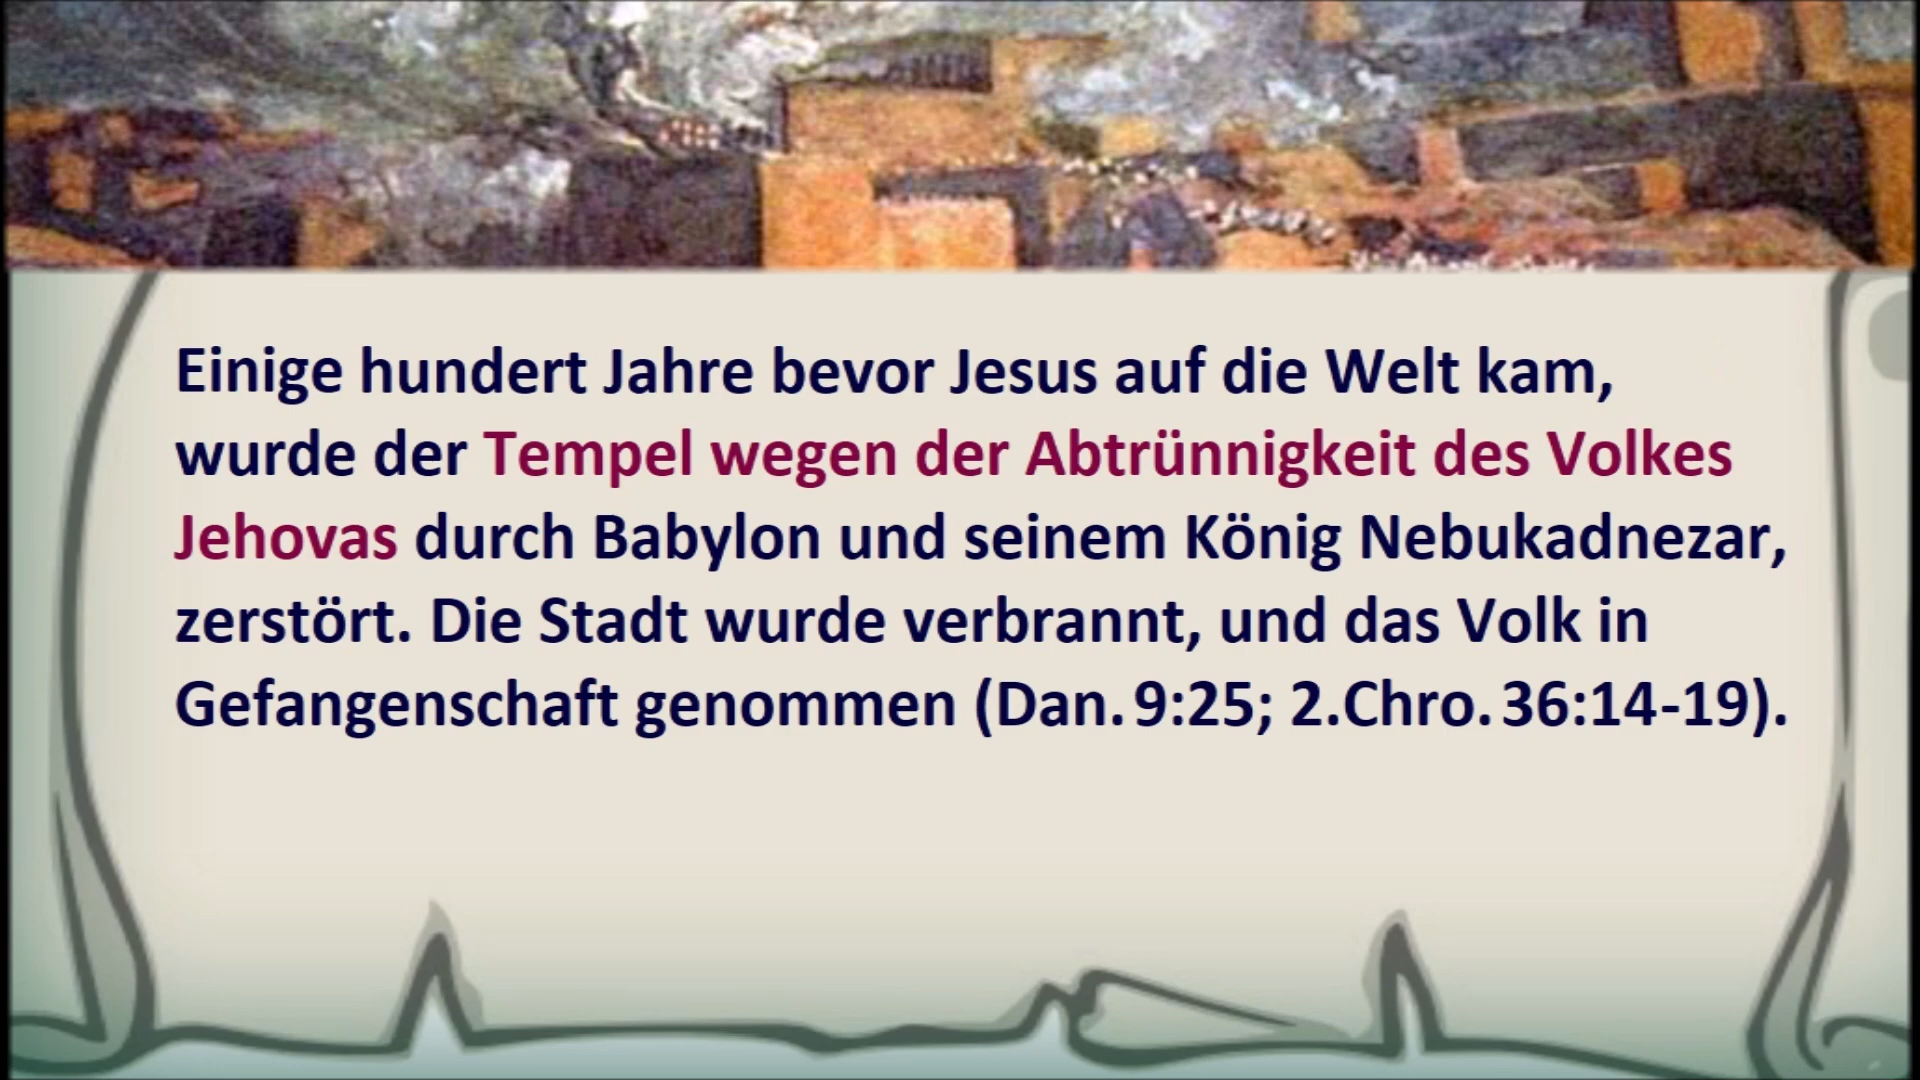 Einige hundert Jahre bevor Jesus auf die Welt kam,
wurde der Tempel wegen der Abtrünnigkeit des Volkes
Jehovas durch Babylon und seinem König Nebukadnezar,
zerstört. Die Stadt wurde verbrannt, und das Volk in
Gefangenschaft genommen (Dan. 9:25; 2.Chro. 36:14-19).